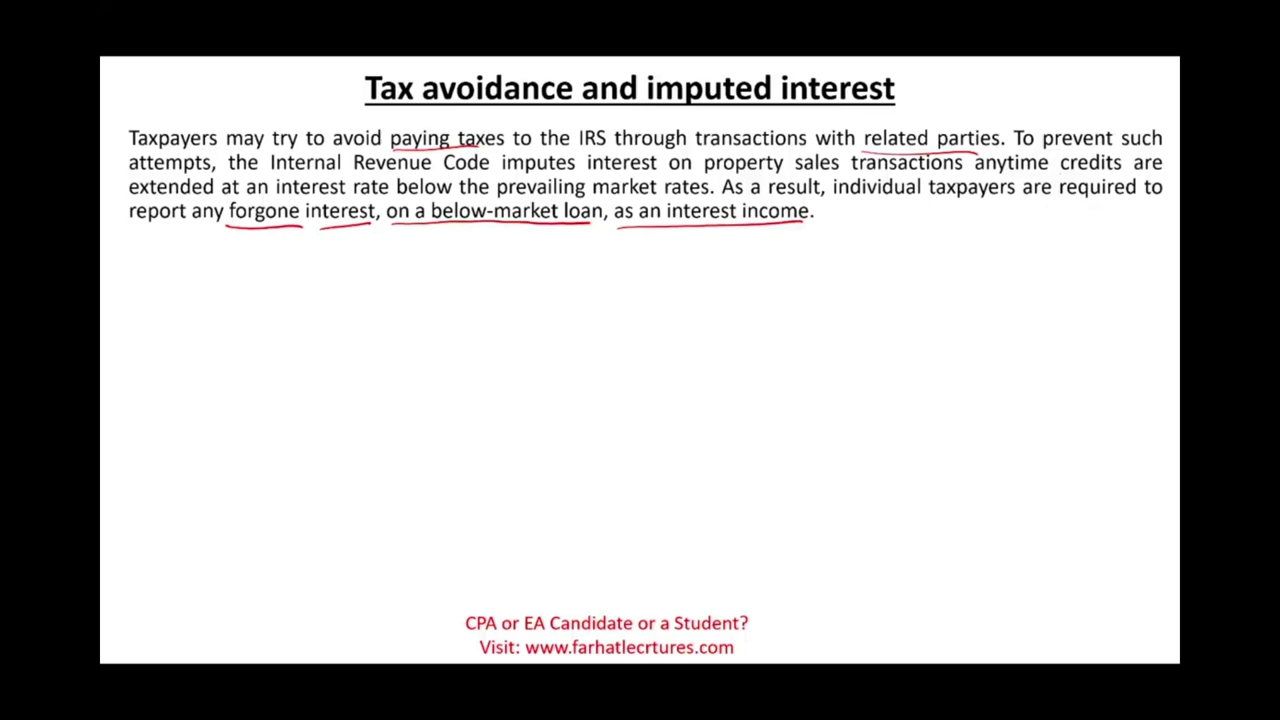 Tax avoidance and imputed interest
Taxpayers may try to avoid paying taxes to the IRS through transactions with related parties. To prevent such
attempts, the Internal Revenue Code imputes interest on property sales transactions anytime credits are
extended at an interest rate below the prevailing market rates. As a result, individual taxpayers are required to
report any forgone interest, on a below-market loan, as an interest income.
CPA or EA Candidate or a Student?
Visit: www.farhatlecrtures.com